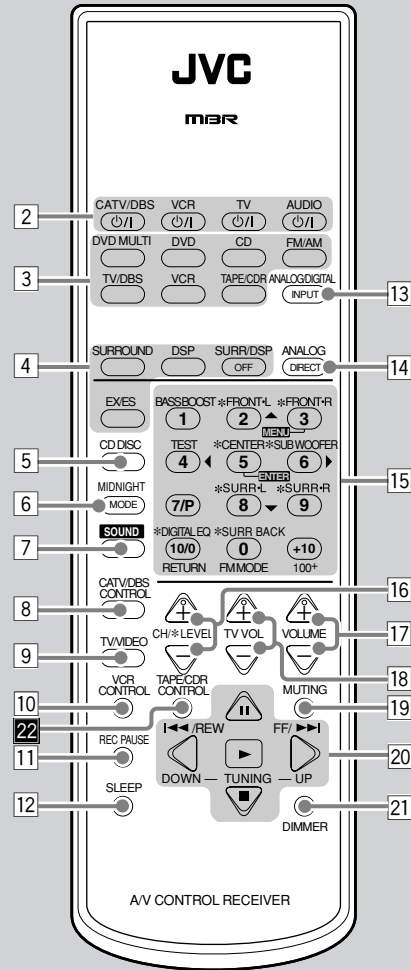 JVC
MBR
CATV/DBS VCR TV AUDIO
2 ⏻/I ⏻/I ⏻/I ⏻/I
DVD MULTI DVD CD FM/AM
3 TV/DBS VCR TAPE/CDR ANALOG/DIGITAL
INPUT 13
4 SURROUND DSP SURR/DSP ANALOG
OFF DIRECT 14
EX/ES BASSBOOST ✻FRONT•L ✻FRONT•R
1 2 3
MENU
5 CD DISC TEST ✻CENTER ✻SUBWOOFER
4 5 6 15
ENTER
6 MIDNIGHT ✻SURR•L ✻SURR•R
MODE 7/P 8 9
7 SOUND ✻DIGITAL EQ ✻SURR BACK
10/0 0 +10
RETURN FM MODE 100+
8 CATV/DBS
CONTROL + + + 16
CH/✻LEVEL TV VOL VOLUME 17
9 TV/VIDEO – – – 18
10 VCR
CONTROL TAPE/CDR
CONTROL MUTING 19
22
11 REC PAUSE ⏮/REW FF/⏭ 20
12 SLEEP DOWN — TUNING — UP
21
DIMMER
A/V CONTROL RECEIVER